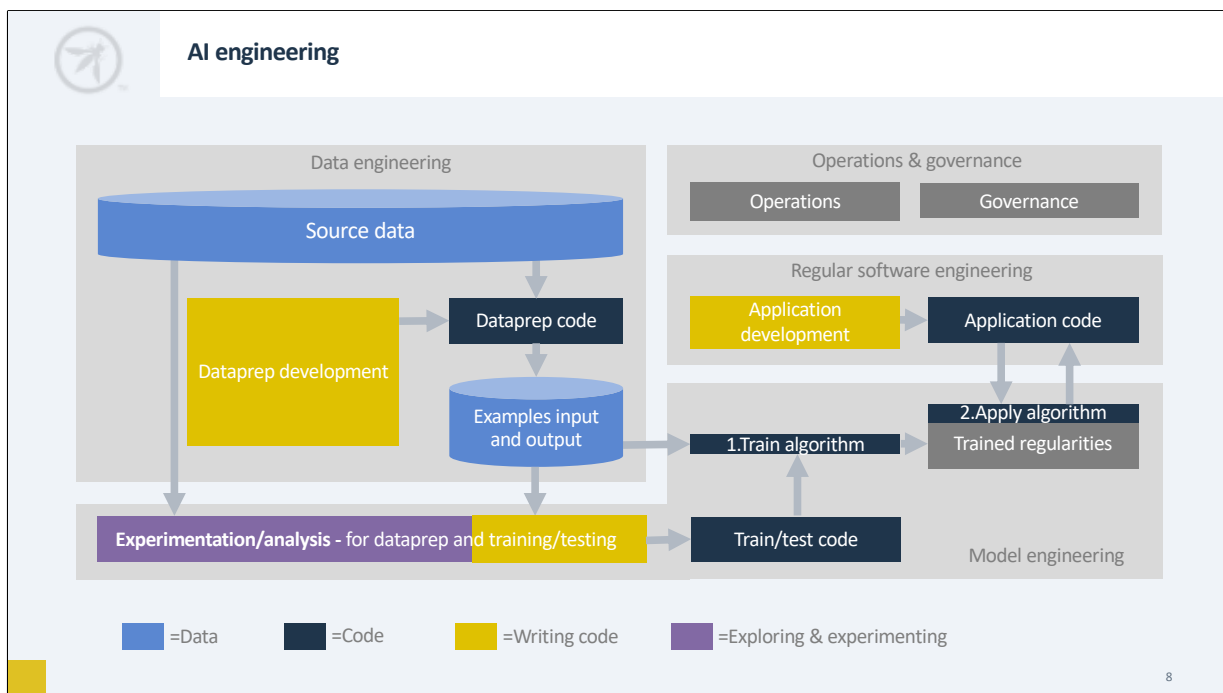 AI engineering
Data engineering
Source data
Dataprep development
Dataprep code
Examples input
and output
Operations & governance
Operations
Governance
Regular software engineering
Application
development
Application code
2.Apply algorithm
Trained regularities
1.Train algorithm
Experimentation/analysis - for dataprep and training/testing
Train/test code
Model engineering
=Data
=Code
=Writing code
=Exploring & experimenting
8